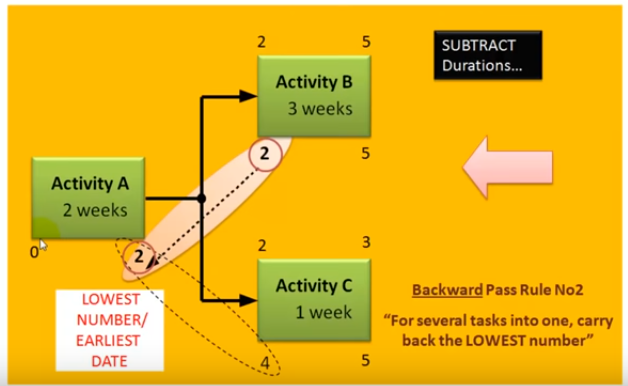 2 5
SUBTRACT
Durations...
Activity B
3 weeks
2 5
Activity A
2 weeks
0 2
2 3
Activity C
1 week
4 5
LOWEST
NUMBER/
EARLIEST
DATE
Backward Pass Rule No2
“For several tasks into one, carry
back the LOWEST number”